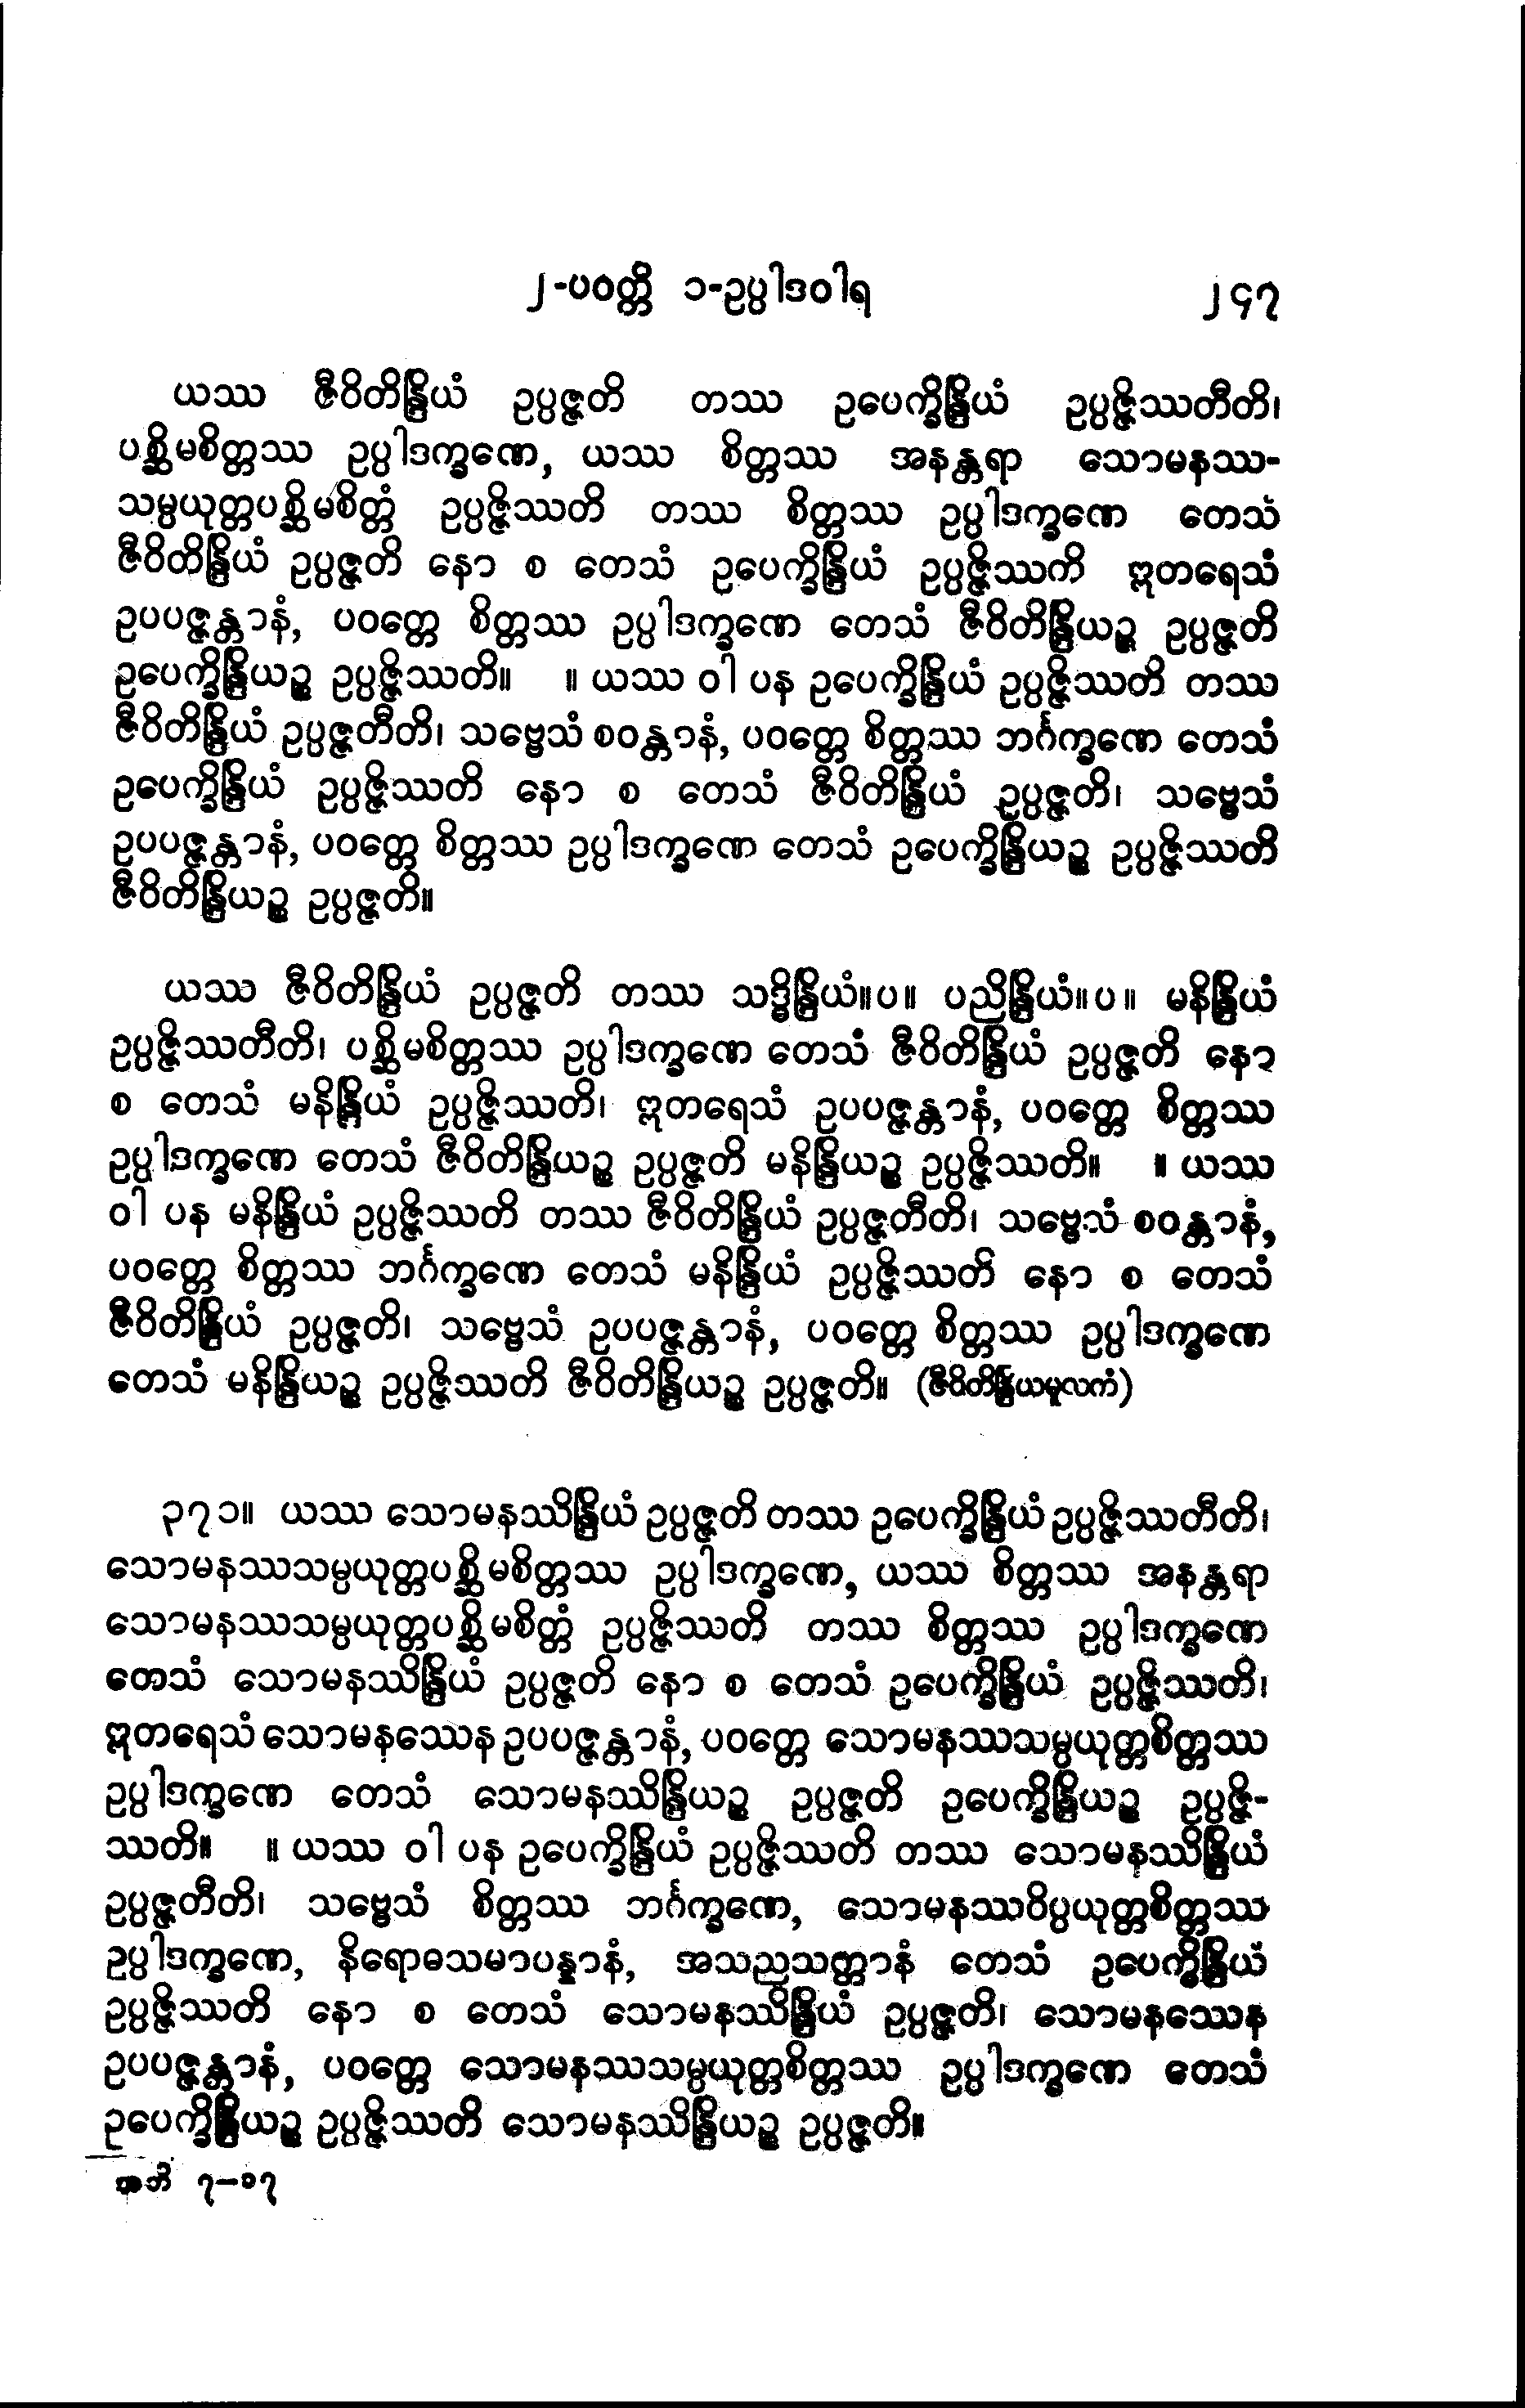 ၂-ပဝတ္တိ ၁-ဥပ္ပါဒဝါရ ၂၄၇
ယဿ ဇီဝိတိန္ဒြိယံ ဥပ္ပဇ္ဇတိ တဿ ဥပေက္ခိန္ဒြိယံ ဥပ္ပဇ္ဇိဿတီတိ၊
ပစ္ဆိမစိတ္တဿ ဥပ္ပါဒက္ခဏေ, ယဿ စိတ္တဿ အနန္တရာ သောမနဿ-
သမ္ပယုတ္တပစ္ဆိမစိတ္တံ ဥပ္ပဇ္ဇိဿတိ တဿ စိတ္တဿ ဥပ္ပါဒက္ခဏေ တေသံ
ဇီဝိတိန္ဒြိယံ ဥပ္ပဇ္ဇတိ နော စ တေသံ ဥပေက္ခိန္ဒြိယံ ဥပ္ပဇ္ဇိဿကိ ဣတရေသံ
ဥပပဇ္ဇန္တာနံ, ပဝတ္တေ စိတ္တဿ ဥပ္ပါဒက္ခဏေ တေသံ ဇီဝိတိန္ဒြိယဉ္စ ဥပ္ပဇ္ဇတိ
ဥပေက္ခိန္ဒြိယဉ္စ ဥပ္ပဇ္ဇိဿတိ။ ။ ယဿ ဝါ ပန ဥပေက္ခိန္ဒြိယံ ဥပ္ပဇ္ဇိဿတိ တဿ
ဇီဝိတိန္ဒြိယံ ဥပ္ပဇ္ဇတီတိ၊ သဗ္ဗေသံ စဝန္တာနံ, ပဝတ္တေ စိတ္တဿ ဘင်္ဂက္ခဏေ တေသံ
ဥပေက္ခိန္ဒြိယံ ဥပ္ပဇ္ဇိဿတိ နော စ တေသံ ဇီဝိတိန္ဒြိယံ ဥပ္ပဇ္ဇတိ၊ သဗ္ဗေသံ
ဥပပဇ္ဇန္တာနံ, ပဝတ္တေ စိတ္တဿ ဥပ္ပါဒက္ခဏေ တေသံ ဥပေက္ခိန္ဒြိယဉ္စ ဥပ္ပဇ္ဇိဿတိ
ဇီဝိတိန္ဒြိယဉ္စ ဥပ္ပဇ္ဇတိ။
ယဿ ဇီဝိတိန္ဒြိယံ ဥပ္ပဇ္ဇတိ တဿ သဒ္ဓိန္ဒြိယံ။ပ။ ပညိန္ဒြိယံ။ပ။ မနိန္ဒြိယံ
ဥပ္ပဇ္ဇိဿတီတိ၊ ပစ္ဆိမစိတ္တဿ ဥပ္ပါဒက္ခဏေ တေသံ ဇီဝိတိန္ဒြိယံ ဥပ္ပဇ္ဇတိ နော
စ တေသံ မနိန္ဒြိယံ ဥပ္ပဇ္ဇိဿတိ၊ ဣတရေသံ ဥပပဇ္ဇန္တာနံ, ပဝတ္တေ စိတ္တဿ
ဥပ္ပါဒက္ခဏေ တေသံ ဇီဝိတိန္ဒြိယဉ္စ ဥပ္ပဇ္ဇတိ မနိန္ဒြိယဉ္စ ဥပ္ပဇ္ဇိဿတိ။ ။ ယဿ
ဝါ ပန မနိန္ဒြိယံ ဥပ္ပဇ္ဇိဿတိ တဿ ဇီဝိတိန္ဒြိယံ ဥပ္ပဇ္ဇတီတိ၊ သဗ္ဗေသံ စဝန္တာနံ,
ပဝတ္တေ စိတ္တဿ ဘင်္ဂက္ခဏေ တေသံ မနိန္ဒြိယံ ဥပ္ပဇ္ဇိဿတိ နော စ တေသံ
ဇီဝိတိန္ဒြိယံ ဥပ္ပဇ္ဇတိ၊ သဗ္ဗေသံ ဥပပဇ္ဇန္တာနံ, ပဝတ္တေ စိတ္တဿ ဥပ္ပါဒက္ခဏေ
တေသံ မနိန္ဒြိယဉ္စ ဥပ္ပဇ္ဇိဿတိ ဇီဝိတိန္ဒြိယဉ္စ ဥပ္ပဇ္ဇတိ။ (ဇီဝိတိန္ဒြိယမူလကံ)
၃၇၁။ ယဿ သောမနဿိန္ဒြိယံ ဥပ္ပဇ္ဇတိ တဿ ဥပေက္ခိန္ဒြိယံ ဥပ္ပဇ္ဇိဿတီတိ၊
သောမနဿသမ္ပယုတ္တပစ္ဆိမစိတ္တဿ ဥပ္ပါဒက္ခဏေ, ယဿ စိတ္တဿ အနန္တရာ
သောမနဿသမ္ပယုတ္တပစ္ဆိမစိတ္တံ ဥပ္ပဇ္ဇိဿတိ တဿ စိတ္တဿ ဥပ္ပါဒက္ခဏေ
တေသံ သောမနဿိန္ဒြိယံ ဥပ္ပဇ္ဇတိ နော စ တေသံ ဥပေက္ခိန္ဒြိယံ ဥပ္ပဇ္ဇိဿတိ၊
ဣတရေသံ သောမနဿေန ဥပပဇ္ဇန္တာနံ, ပဝတ္တေ သောမနဿသမ္ပယုတ္တစိတ္တဿ
ဥပ္ပါဒက္ခဏေ တေသံ သောမနဿိန္ဒြိယဉ္စ ဥပ္ပဇ္ဇတိ ဥပေက္ခိန္ဒြိယဉ္စ ဥပ္ပဇ္ဇိ-
ဿတိ။ ။ ယဿ ဝါ ပန ဥပေက္ခိန္ဒြိယံ ဥပ္ပဇ္ဇိဿတိ တဿ သောမနဿိန္ဒြိယံ
ဥပ္ပဇ္ဇတီတိ၊ သဗ္ဗေသံ စိတ္တဿ ဘင်္ဂက္ခဏေ, သောမနဿဝိပ္ပယုတ္တစိတ္တဿ
ဥပ္ပါဒက္ခဏေ, နိရောဓသမာပန္နာနံ, အသညသတ္တာနံ တေသံ ဥပေက္ခိန္ဒြိယံ
ဥပ္ပဇ္ဇိဿတိ နော စ တေသံ သောမနဿိန္ဒြိယံ ဥပ္ပဇ္ဇတိ၊ သောမနဿေန
ဥပပဇ္ဇန္တာနံ, ပဝတ္တေ သောမနဿသမ္ပယုတ္တစိတ္တဿ ဥပ္ပါဒက္ခဏေ တေသံ
ဥပေက္ခိန္ဒြိယဉ္စ ဥပ္ပဇ္ဇိဿတိ သောမနဿိန္ဒြိယဉ္စ ဥပ္ပဇ္ဇတိ။
အဘိ ၇-၁၇